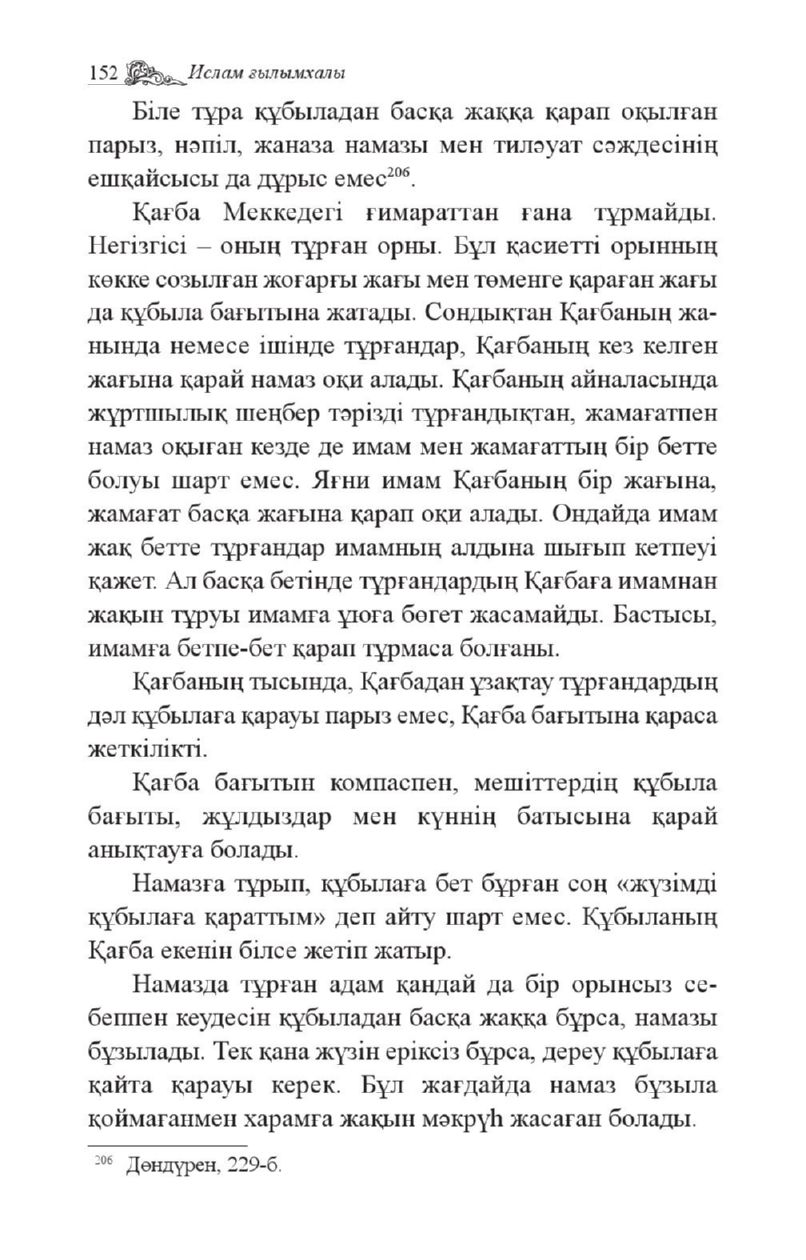 152 Ислам ғылымхалы
Біле тұра құбыладан басқа жаққа қарап оқылған
парыз, нәпіл, жаназа намазы мен тиләуат сәждесінің
ешқайсысы да дұрыс емес²⁰⁶.
Қағба Меккедегі ғимараттан ғана тұрмайды.
Негізгісі – оның тұрған орны. Бұл қасиетті орынның
көкке созылған жоғарғы жағы мен төменге қараған жағы
да құбыла бағытына жатады. Сондықтан Қағбаның жа-
нында немесе ішінде тұрғандар, Қағбаның кез келген
жағына қарай намаз оқи алады. Қағбаның айналасында
жұртшылық шеңбер тәрізді тұрғандықтан, жамағатпен
намаз оқыған кезде де имам мен жамағаттың бір бетте
болуы шарт емес. Яғни имам Қағбаның бір жағына,
жамағат басқа жағына қарап оқи алады. Ондайда имам
жақ бетте тұрғандар имамның алдына шығып кетпеуі
қажет. Ал басқа бетінде тұрғандардың Қағбаға имамнан
жақын тұруы имамға ұюға бөгет жасамайды. Бастысы,
имамға бетпе-бет қарап тұрмаса болғаны.
Қағбаның тысында, Қағбадан ұзақтау тұрғандардың
дәл құбылаға қарауы парыз емес, Қағба бағытына қараса
жеткілікті.
Қағба бағытын компаспен, мешіттердің құбыла
бағыты, жұлдыздар мен күннің батысына қарай
анықтауға болады.
Намазға тұрып, құбылаға бет бұрған соң «жүзімді
құбылаға қараттым» деп айту шарт емес. Құбыланың
Қағба екенін білсе жетіп жатыр.
Намазда тұрған адам қандай да бір орынсыз се-
беппен кеудесін құбыладан басқа жаққа бұрса, намазы
бұзылады. Тек қана жүзін еріксіз бұрса, дереу құбылаға
қайта қарауы керек. Бұл жағдайда намаз бұзыла
қоймағанмен харамға жақын мәкрүһ жасаған болады.
²⁰⁶ Дөндүрен, 229-б.